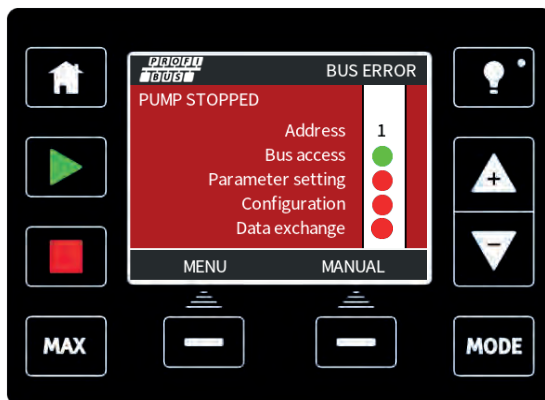 PROFI
BUS
BUS ERROR
PUMP STOPPED
Address 1
Bus access
Parameter setting
Configuration
Data exchange
MENU MANUAL
+
−
MAX
MODE